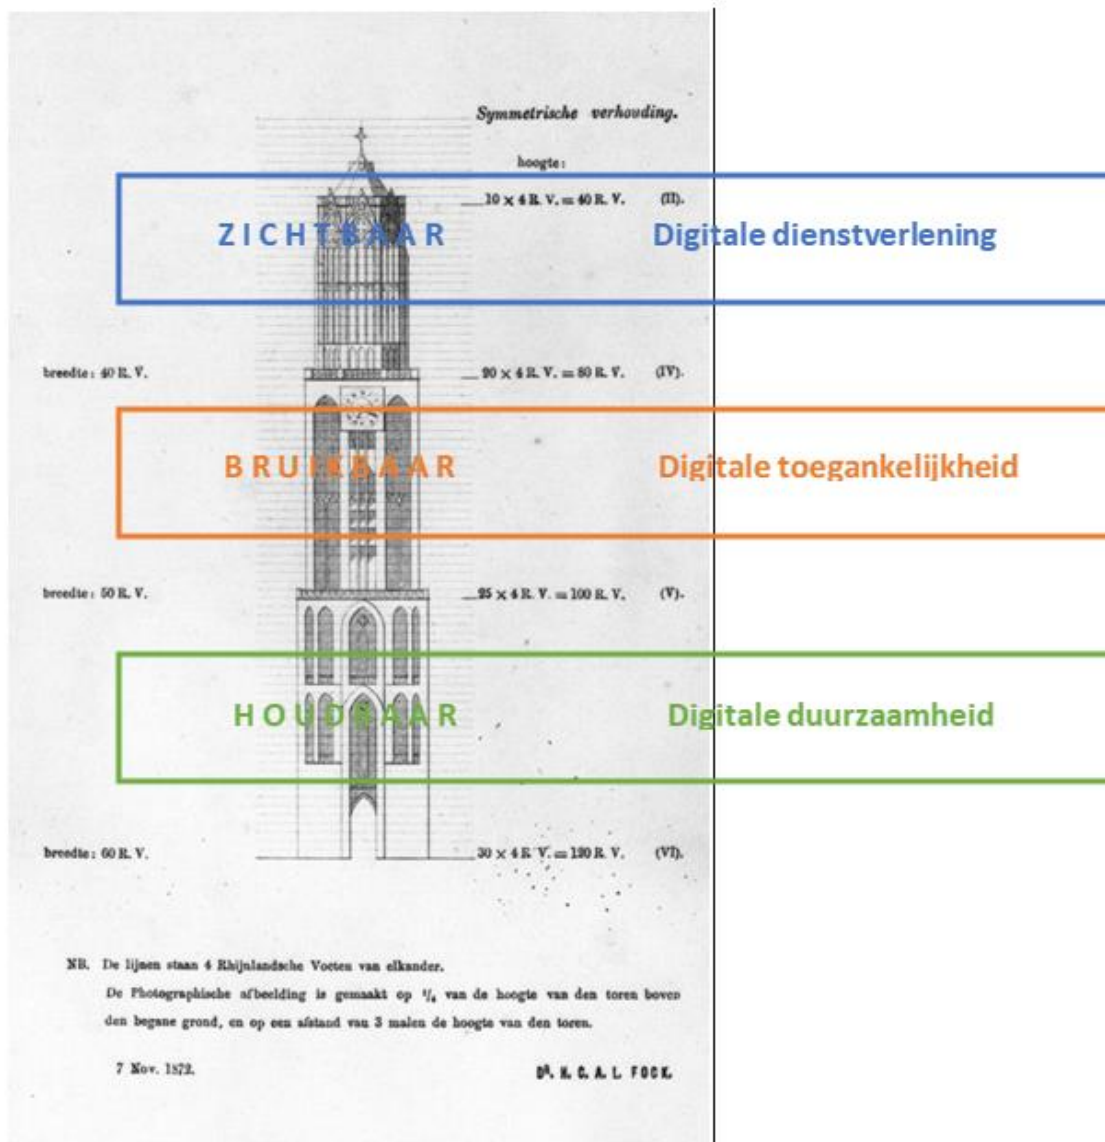 Symmetrische verhouding.
hoogte:
10 × 4 R. V. = 40 R. V. (II).
ZICHTBAAR Digitale dienstverlening
breedte: 40 R. V. 20 × 4 R. V. = 80 R. V. (IV).
BRUIKBAAR Digitale toegankelijkheid
breedte: 50 R. V. 25 × 4 R. V. = 100 R. V. (V).
HOUDBAAR Digitale duurzaamheid
breedte: 60 R. V. 30 × 4 R. V. = 120 R. V. (VI).
NB. De lijnen staan 4 Rhijnlandsche Voeten van elkander.
De Photographische afbeelding is gemaakt op 1/4 van de hoogte van den toren boven
den begane grond, en op een afstand van 3 malen de hoogte van den toren.
7 Nov. 1872. DR. H. C. A. L. FOCK.